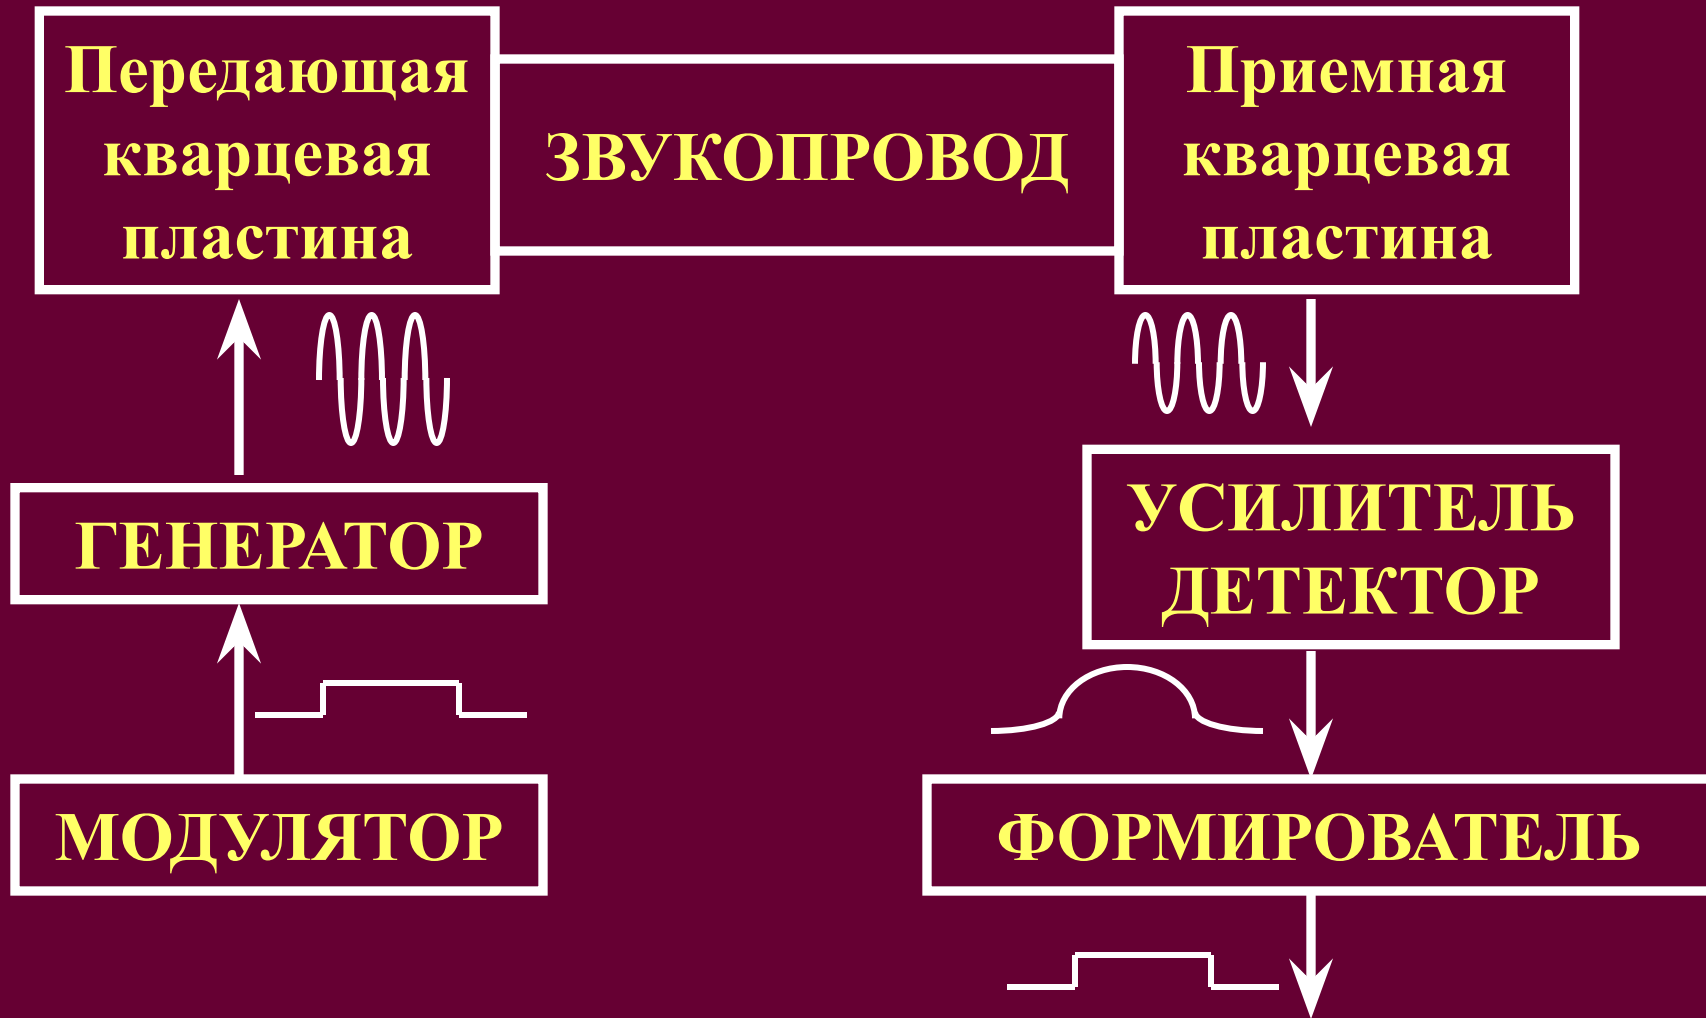 Передающая
кварцевая
пластина
ЗВУКОПРОВОД
Приемная
кварцевая
пластина
ГЕНЕРАТОР
УСИЛИТЕЛЬ
ДЕТЕКТОР
МОДУЛЯТОР
ФОРМИРОВАТЕЛЬ